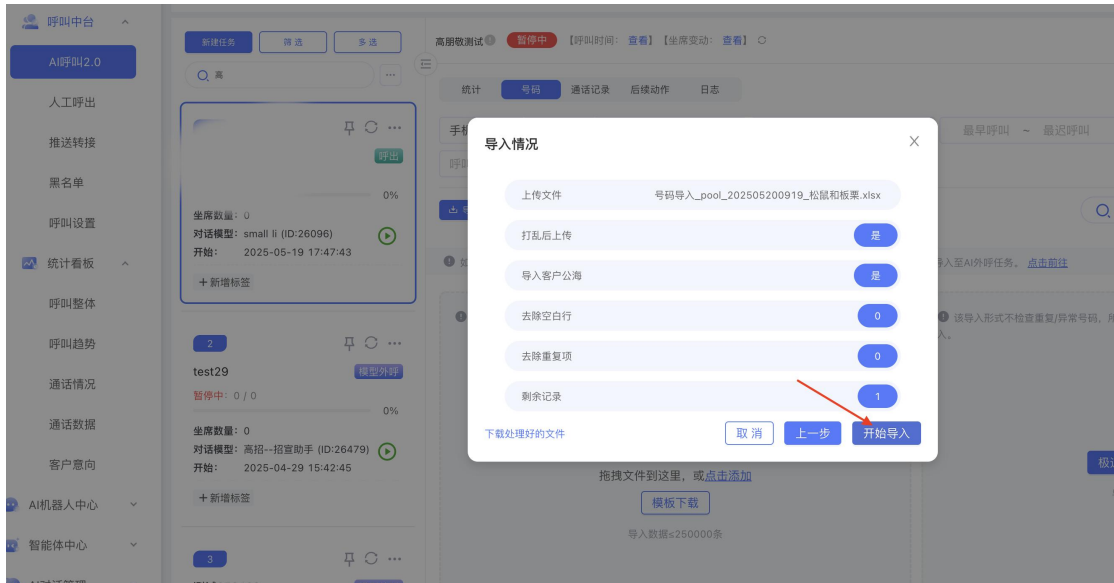 呼叫中台
AI呼叫2.0
人工呼出
推送转接
黑名单
呼叫设置
统计看板
呼叫整体
呼叫趋势
通话情况
通话数据
客户意向
AI机器人中心
智能体中心
新建任务 筛选 多选
高
呼出
0%
坐席数量：0
对话模型：small li (ID:26096)
开始： 2025-05-19 17:47:43
+新增标签
2
test29 模型外呼
暂停中：0 / 0
0%
坐席数量：0
对话模型：高招--招宣助手 (ID:26479)
开始： 2025-04-29 15:42:45
+新增标签
3
高朋敬测试 暂停中 【呼叫时间：查看】【坐席变动：查看】
统计 号码 通话记录 后续动作 日志
最早呼叫 ~ 最迟呼叫
导入至AI外呼任务。 点击前往
该导入形式不检查重复/异常号码，
入。
导入情况
上传文件 号码导入_pool_202505200919_松鼠和板栗.xlsx
打乱后上传 是
导入客户公海 是
去除空白行 0
去除重复项 0
剩余记录 1
下载处理好的文件 取消 上一步 开始导入
拖拽文件到这里，或点击添加
模板下载
导入数据≤250000条